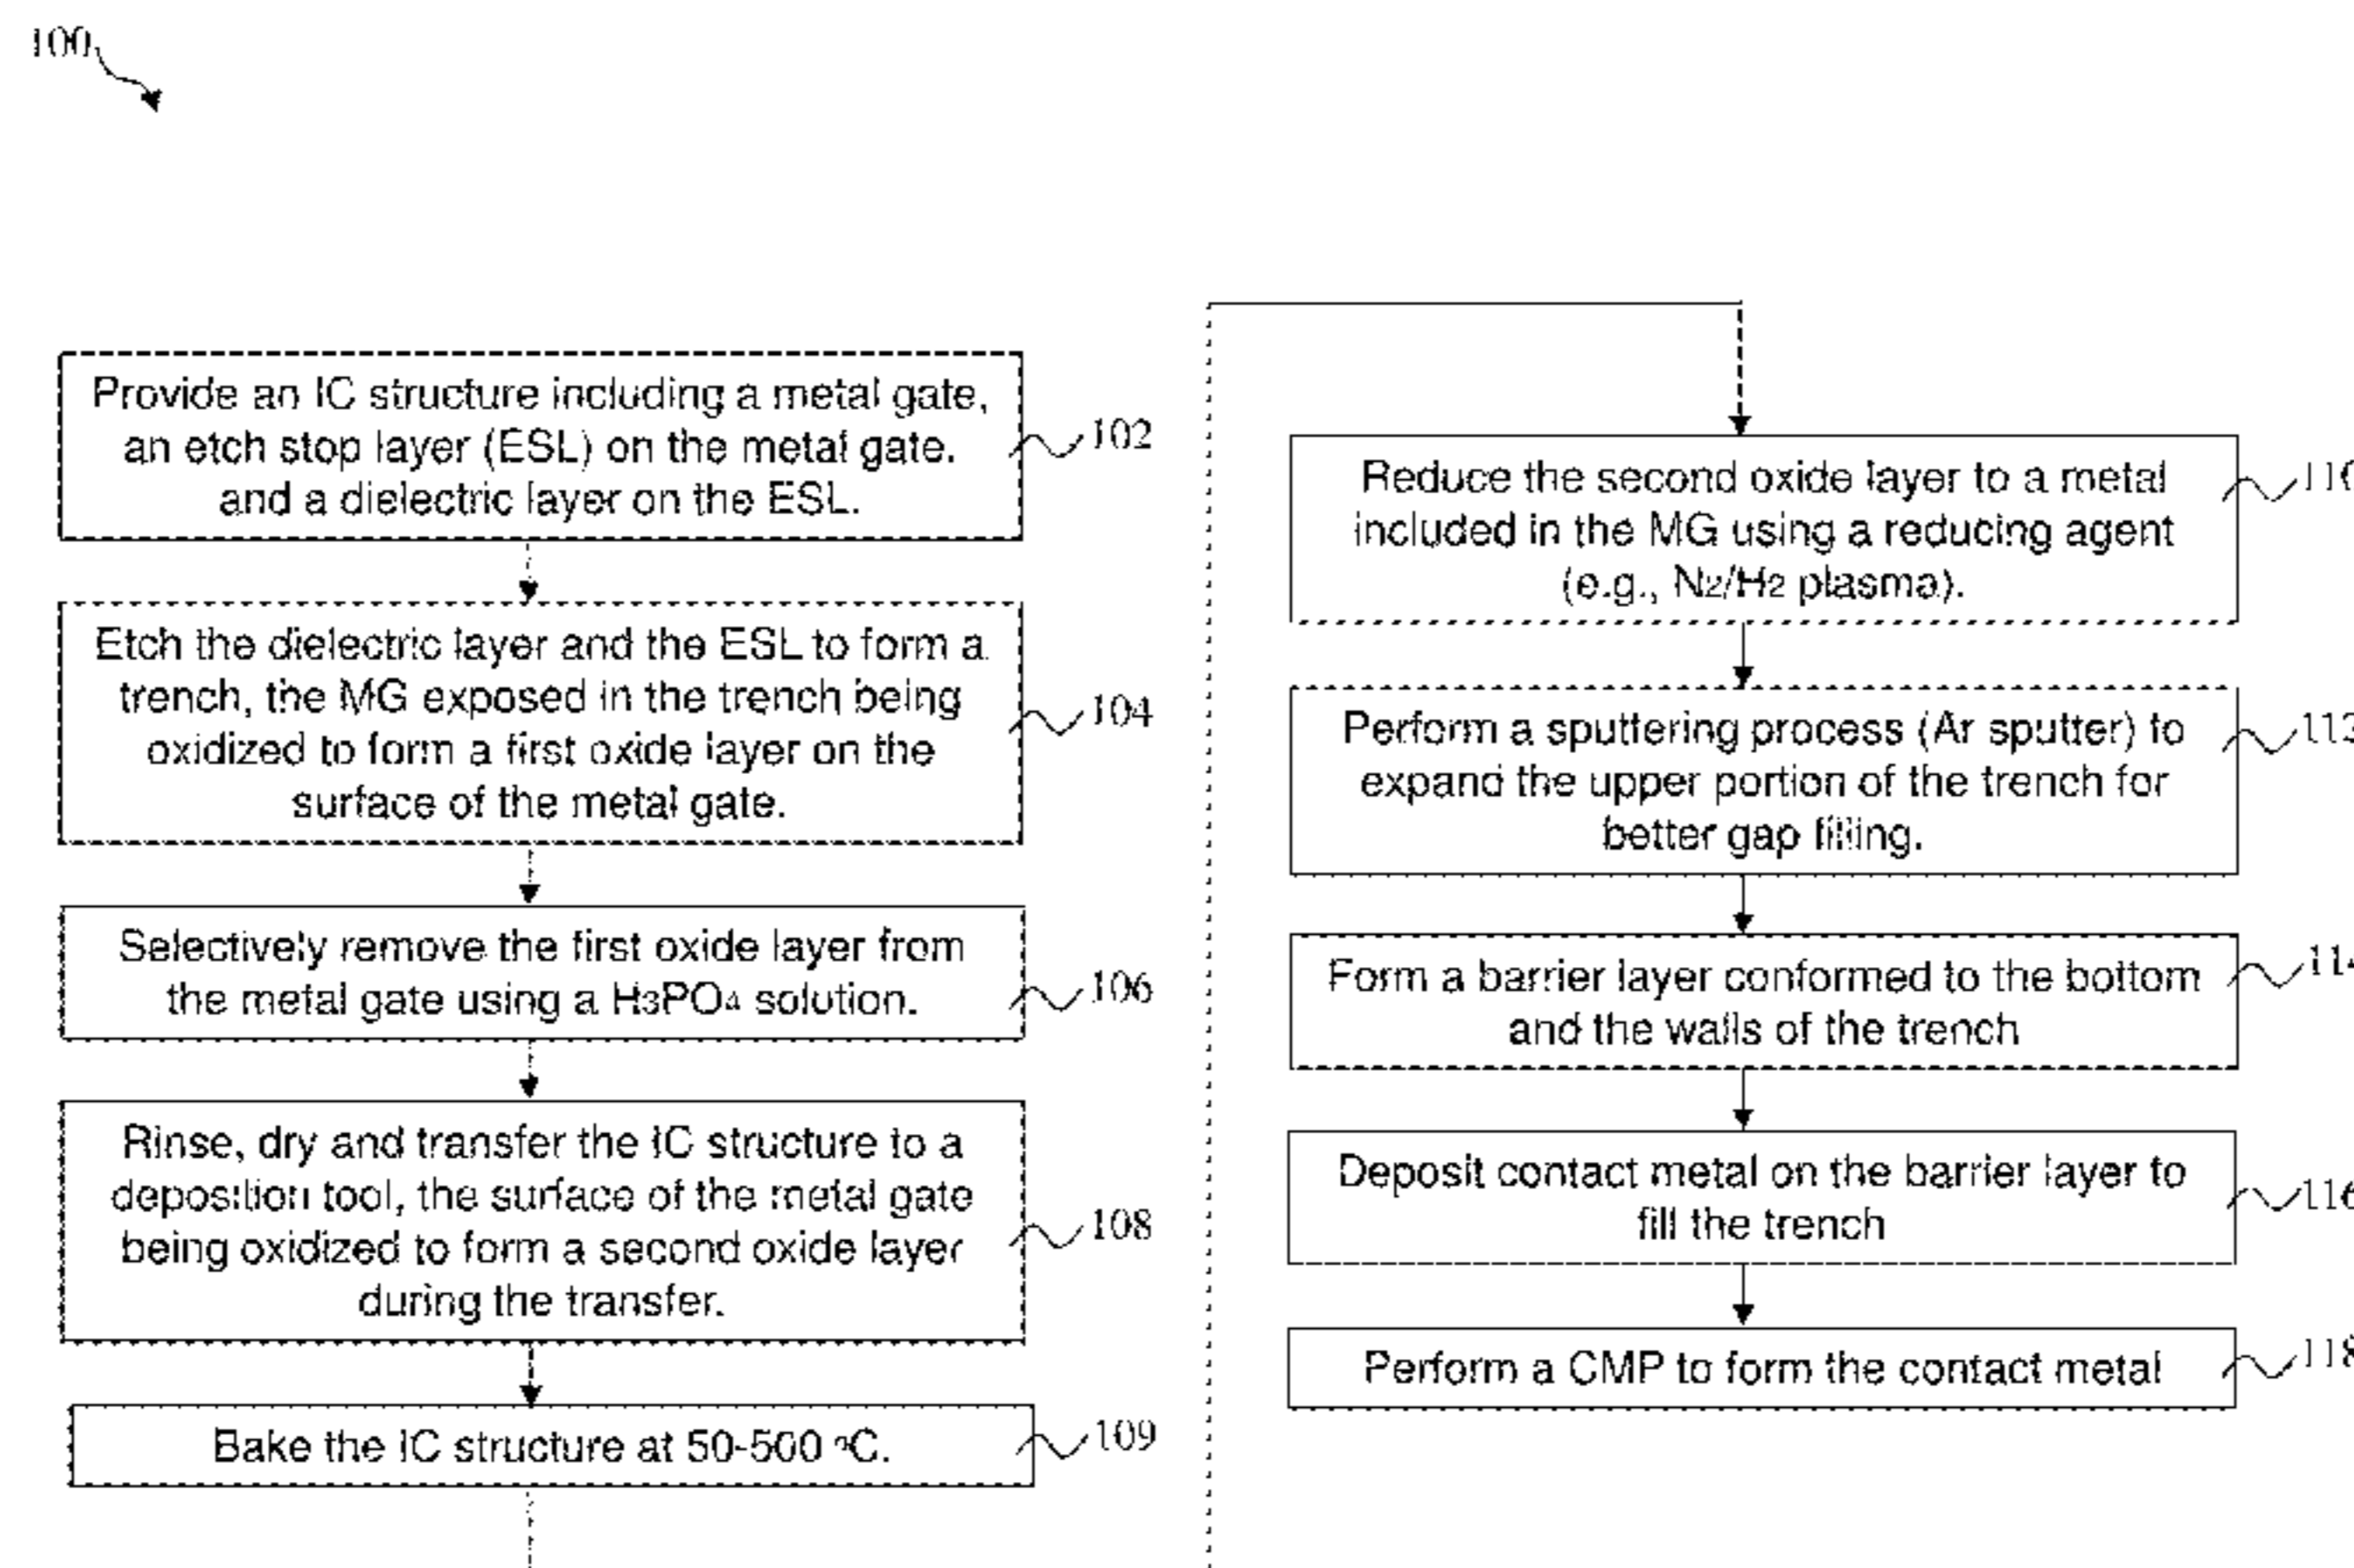 100
Provide an IC structure including a metal gate,
an etch stop layer (ESL) on the metal gate.
and a dielectric layer on the ESL.
102
Etch the dielectric layer and the ESL to form a
trench, the MG exposed in the trench being
oxidized to form a first oxide layer on the
surface of the metal gate.
104
Selectively remove the first oxide layer from
the metal gate using a H3PO4 solution.
106
Rinse, dry and transfer the IC structure to a
deposition tool, the surface of the metal gate
being oxidized to form a second oxide layer
during the transfer.
108
Bake the IC structure at 50-500 °C.
109
Reduce the second oxide layer to a metal
included in the MG using a reducing agent
(e.g., N2/H2 plasma).
110
Perform a sputtering process (Ar sputter) to
expand the upper portion of the trench for
better gap filling.
Form a barrier layer conformed to the bottom
and the walls of the trench
114
Deposit contact metal on the barrier layer to
fill the trench
116
Perform a CMP to form the contact metal
118